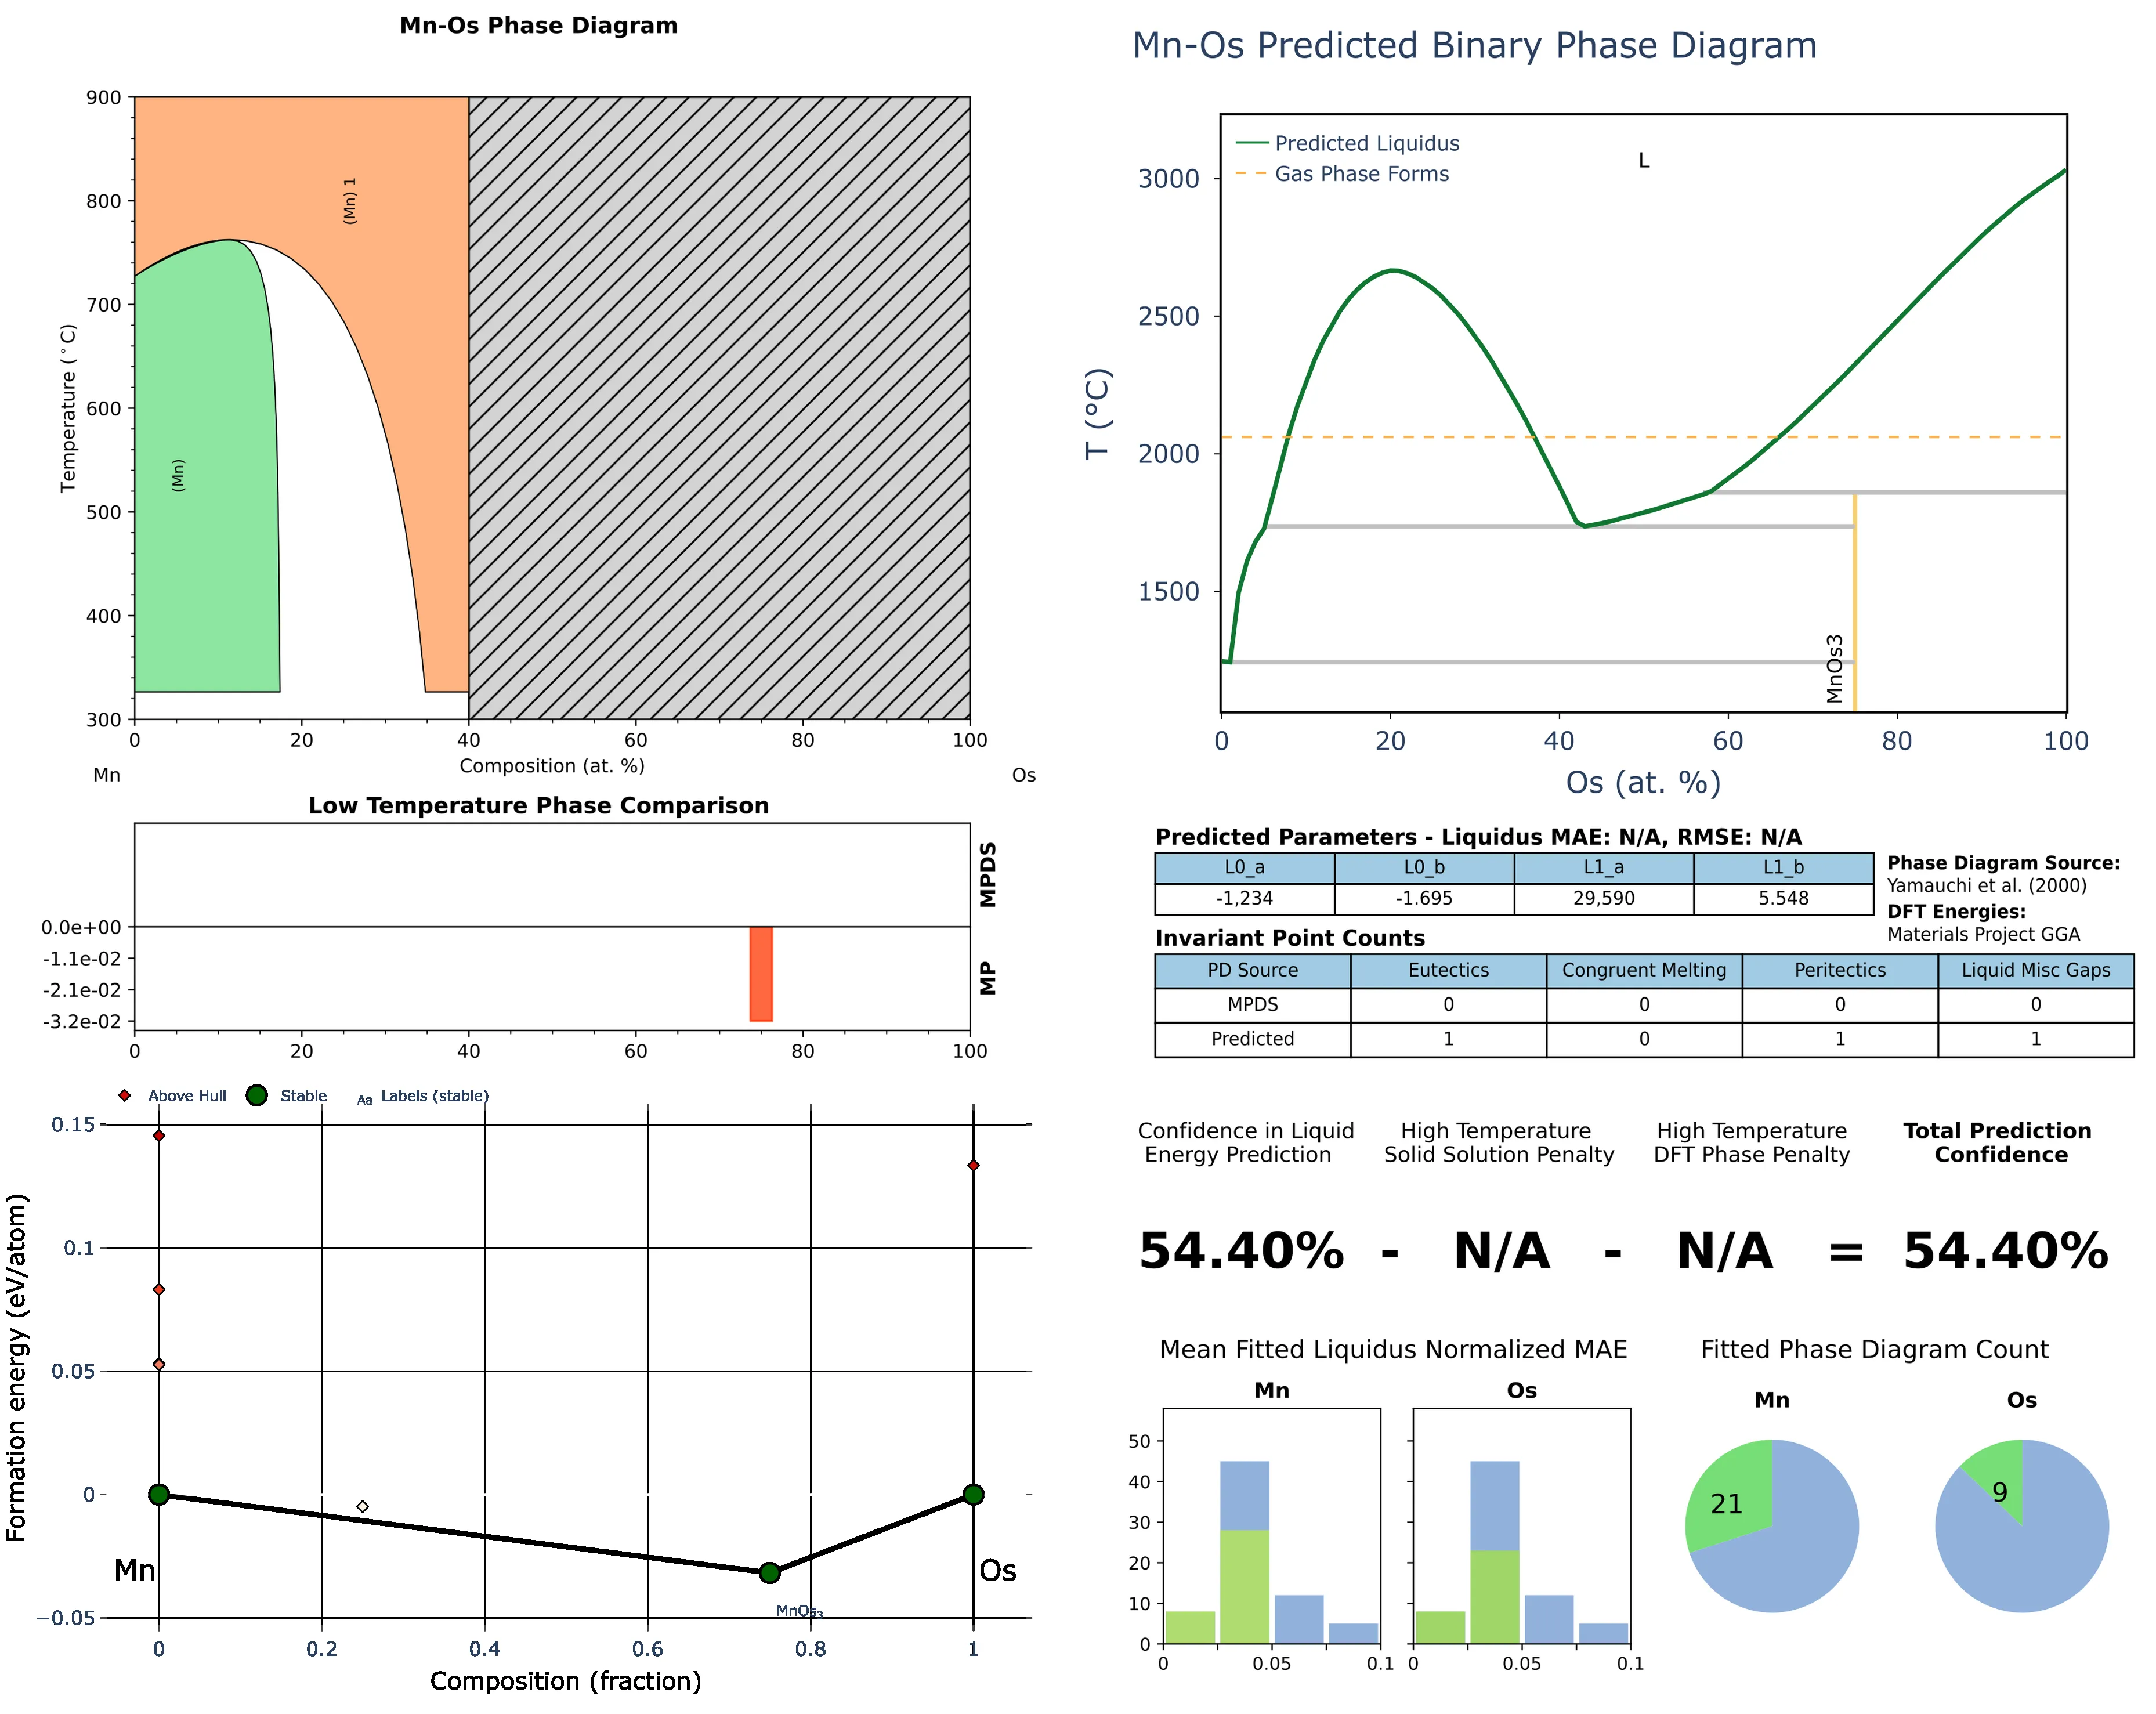 Mn-Os Phase Diagram
900
800
700
600
500
400
300
Temperature (°C)
(Mn) 1
(Mn)
0
20
40
60
80
100
Mn
Composition (at. %)
Os
Low Temperature Phase Comparison
MPDS
MP
0.0e+00
-1.1e-02
-2.1e-02
-3.2e-02
0
20
40
60
80
100
Above Hull
Stable
Aa Labels (stable)
0.15
0.1
0.05
0
−0.05
Formation energy (eV/atom)
Mn
Os
MnOs3
0
0.2
0.4
0.6
0.8
1
Composition (fraction)
Mn-Os Predicted Binary Phase Diagram
Predicted Liquidus
Gas Phase Forms
L
3000
2500
2000
1500
T (°C)
MnOs3
0
20
40
60
80
100
Os (at. %)
Predicted Parameters - Liquidus MAE: N/A, RMSE: N/A
L0_a L0_b L1_a L1_b
-1,234 -1.695 29,590 5.548
Phase Diagram Source:
Yamauchi et al. (2000)
DFT Energies:
Materials Project GGA
Invariant Point Counts
PD Source Eutectics Congruent Melting Peritectics Liquid Misc Gaps
MPDS 0 0 0 0
Predicted 1 0 1 1
Confidence in Liquid
Energy Prediction
High Temperature
Solid Solution Penalty
High Temperature
DFT Phase Penalty
Total Prediction
Confidence
54.40% - N/A - N/A = 54.40%
Mean Fitted Liquidus Normalized MAE
Mn
Os
50
40
30
20
10
0
0
0.05
0.1
0
0.05
0.1
Fitted Phase Diagram Count
Mn
Os
21
9